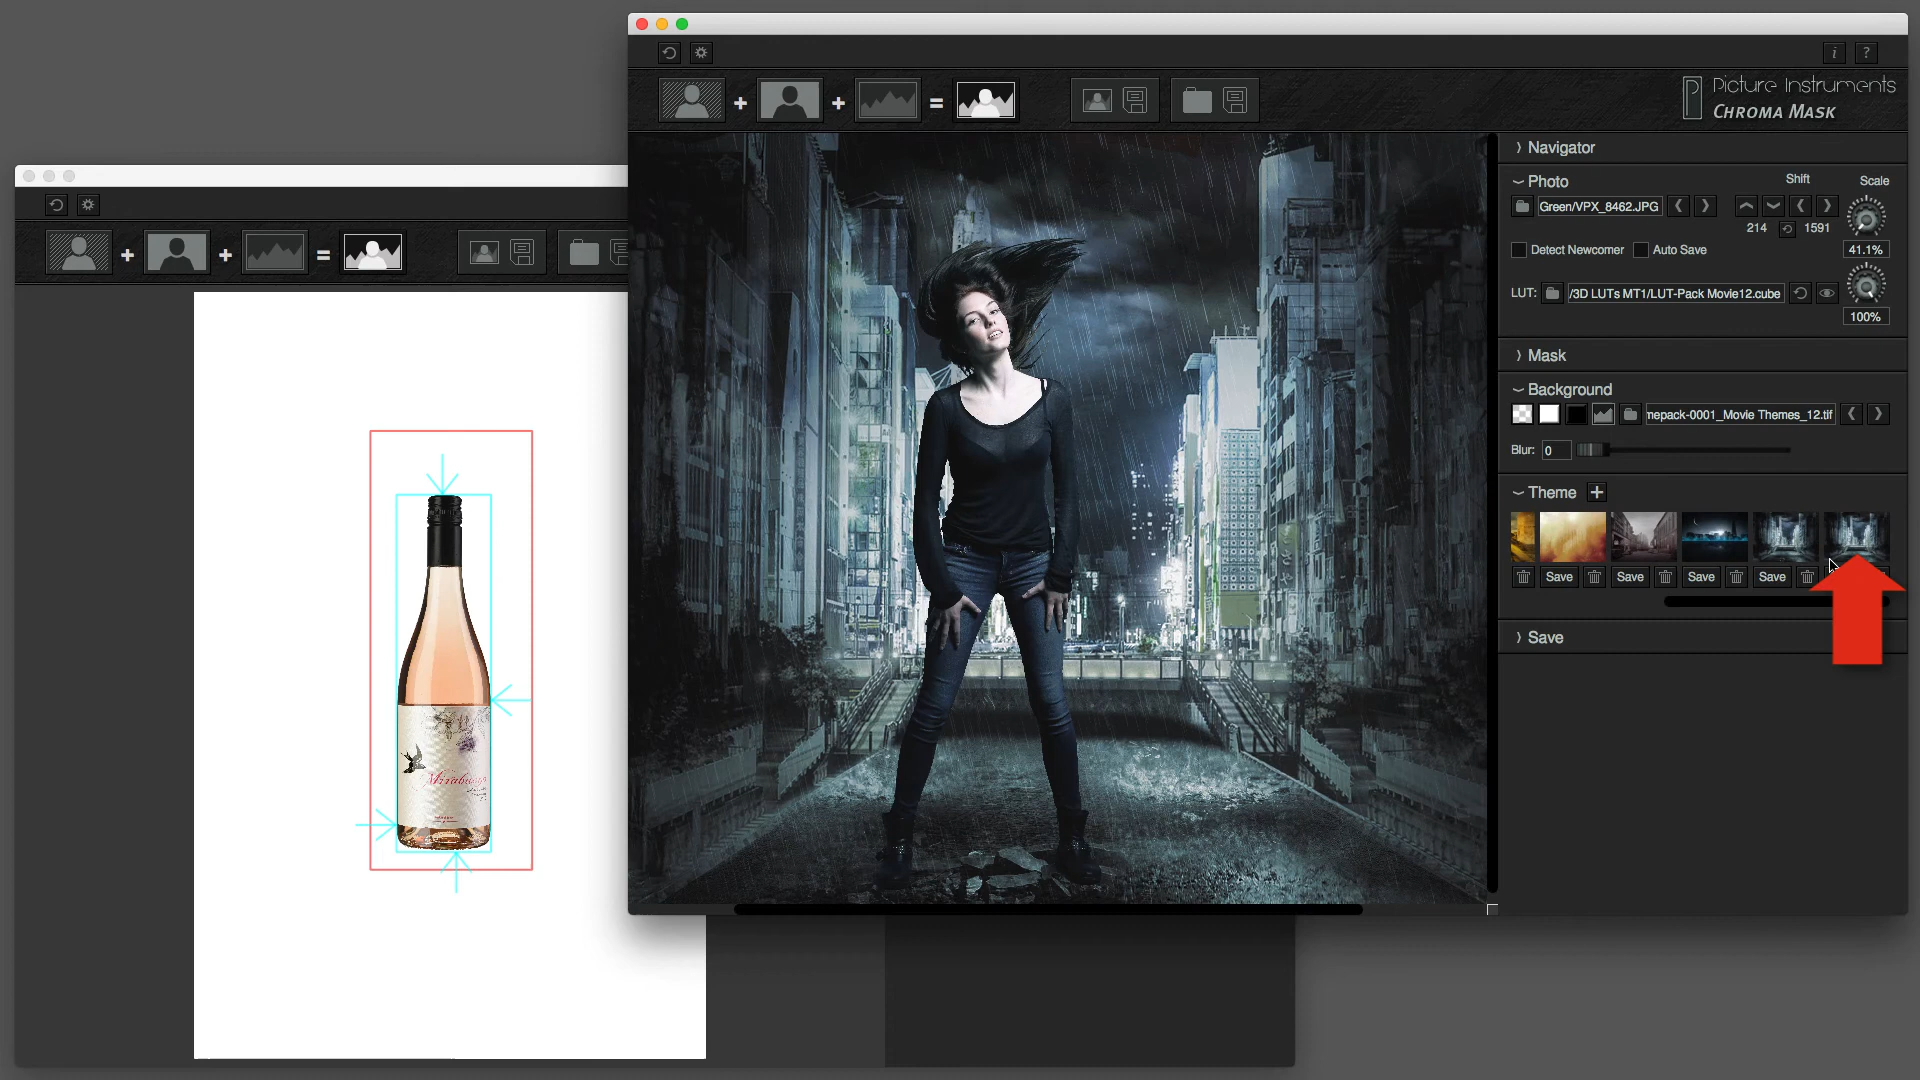 i ?
Picture Instruments
CHROMA MASK
+ + =
+ + =
Navigator
Photo Shift Scale
Green/VPX_8462.JPG
214 1591
41.1%
Detect Newcomer Auto Save
LUT: /3D LUTs MT1/LUT-Pack Movie12.cube
100%
Mask
Background
nepack-0001_Movie Themes_12.tif
Blur: 0
Theme +
Save Save Save Save
Save